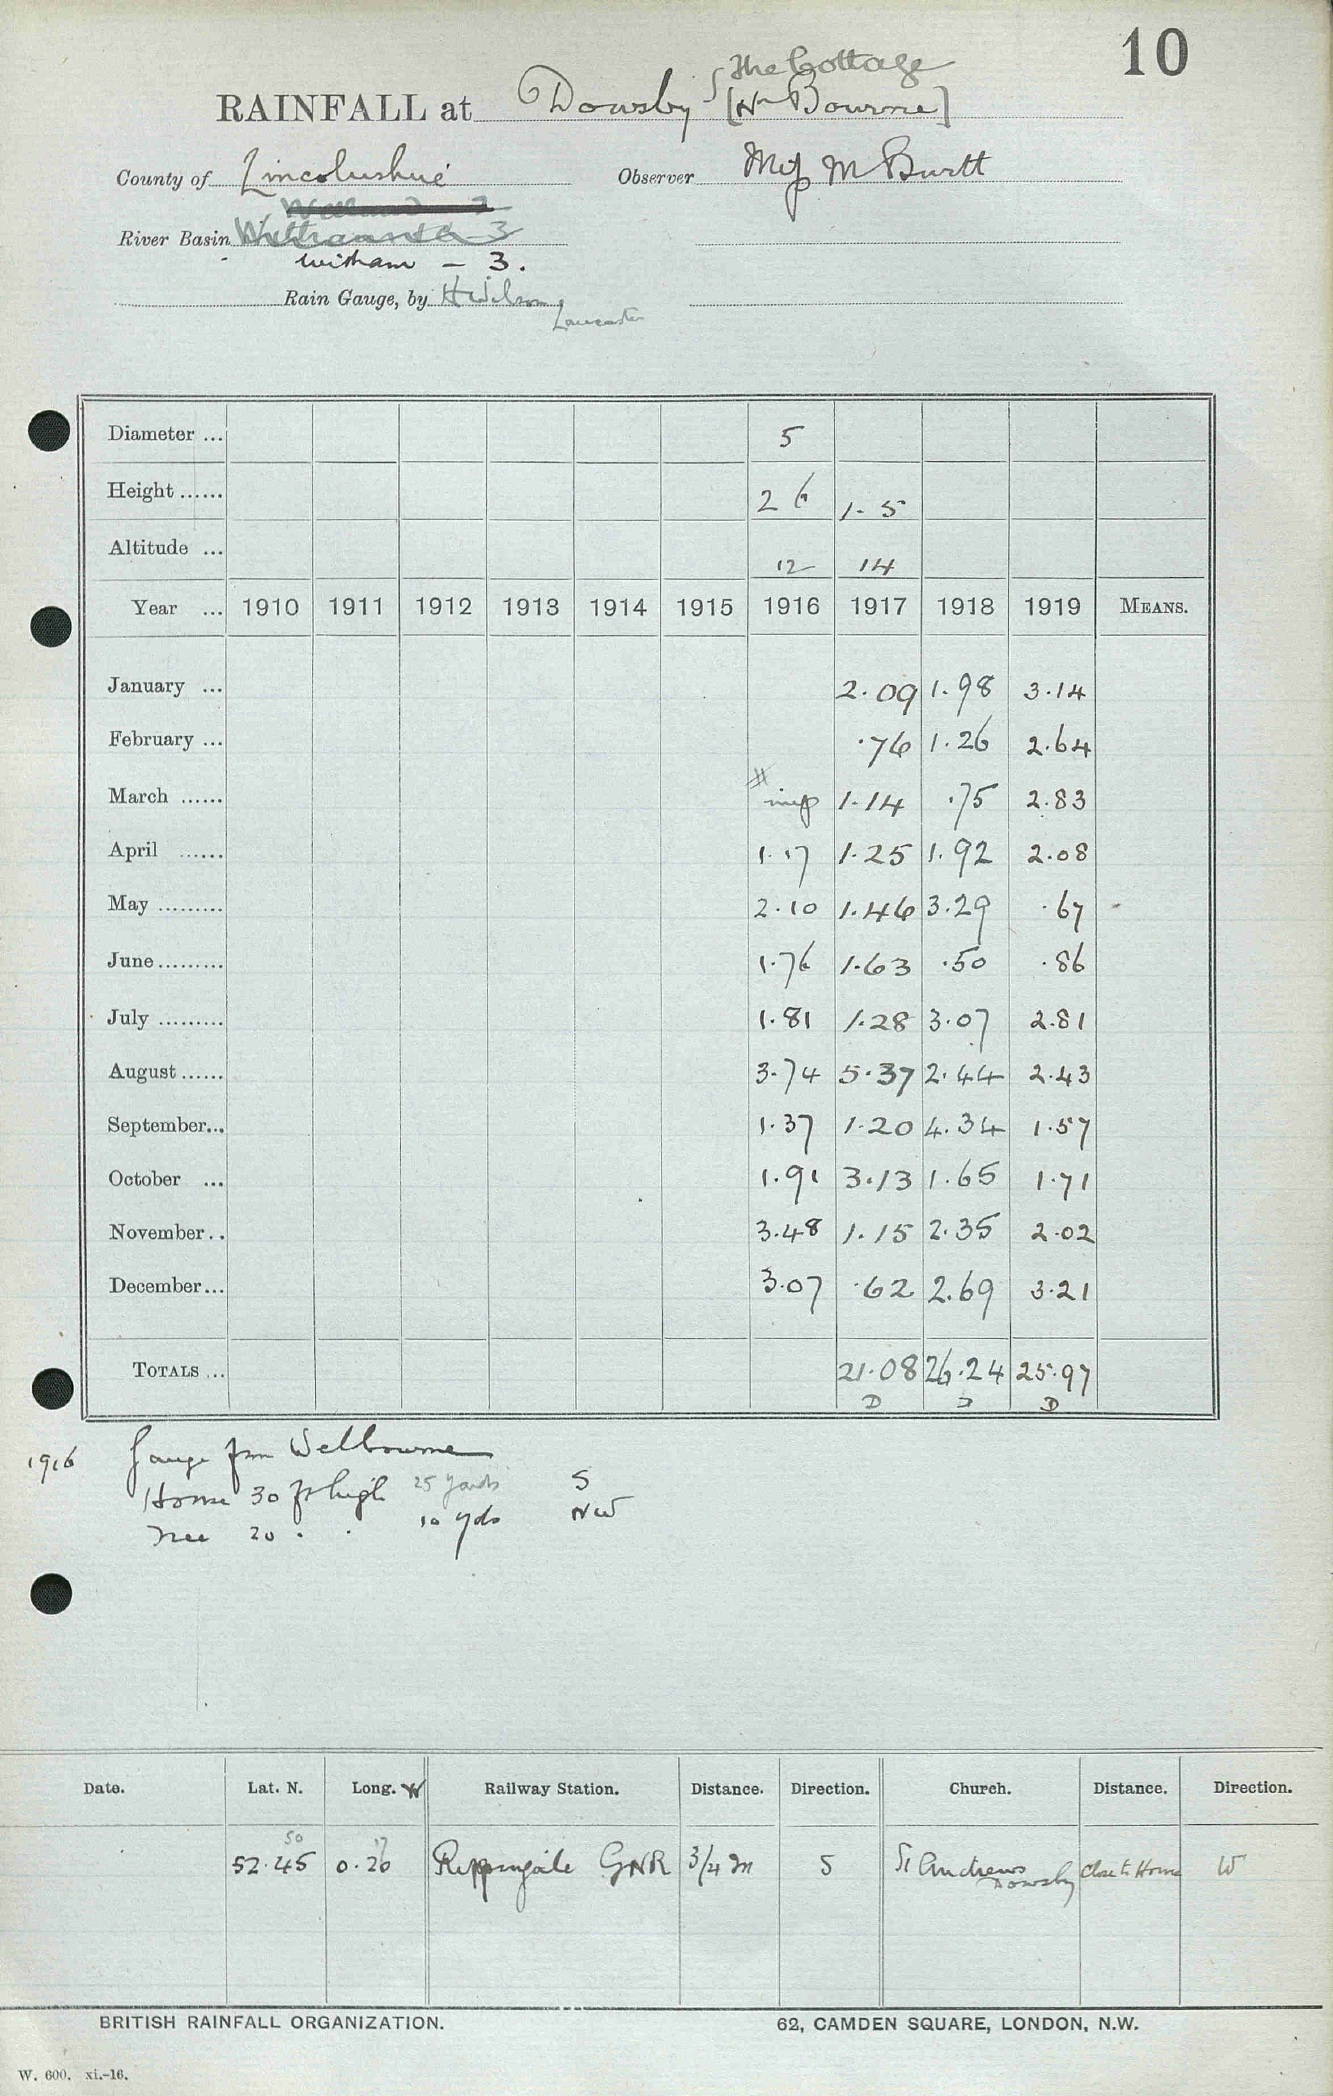 10
The Cottage
RAINFALL at Dowsby [Nr Bourne]
County of Lincolnshire Observer Miss M Burtt
River Basin
Witham - 3.
Rain Gauge, by H Wilson
Lancaster
Diameter ... 5
Height ...... 2 6 1.5
Altitude ... 12 14
Year ... 1910 1911 1912 1913 1914 1915 1916 1917 1918 1919 MEANS.
January ... 2.09 1.98 3.14
February ... .76 1.26 2.64
March ...... # imp 1.14 .75 2.83
April ...... 1.17 1.25 1.92 2.08
May ......... 2.10 1.46 3.29 .67
June ......... 1.76 1.63 .50 .86
July ......... 1.81 1.28 3.07 2.81
August ...... 3.74 5.37 2.44 2.43
September... 1.37 1.20 4.34 1.57
October ... 1.91 3.13 1.65 1.71
November.. 3.48 1.15 2.35 2.02
December... 3.07 .62 2.69 3.21
TOTALS ... 21.08 26.24 25.97
D D D
1916 Gauge from Welbourne
House 30 ft high 25 yards S
Tree 20 " " 10 yds NW
Date. Lat. N. Long. W Railway Station. Distance. Direction. Church. Distance. Direction.
50 17
52.45 0.20 Rippingale GNR 3/4 m S St Andrews Dowsby Close to House W
BRITISH RAINFALL ORGANIZATION. 62, CAMDEN SQUARE, LONDON, N.W.
W. 600. xi.-16.